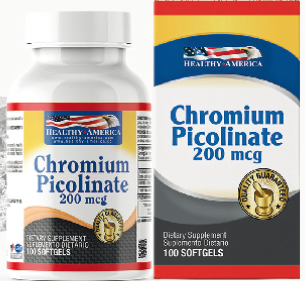 HEALTHY AMERICA
Chromium
Picolinate
200 mcg
DIETARY SUPPLEMENT
SUPLEMENTO DIETARIO
100 SOFTGELS
HEALTHY AMERICA
Chromium
Picolinate
200 mcg
QUALITY GUARANTEED
Dietary Supplement
Suplemento Dietario
100 SOFTGELS